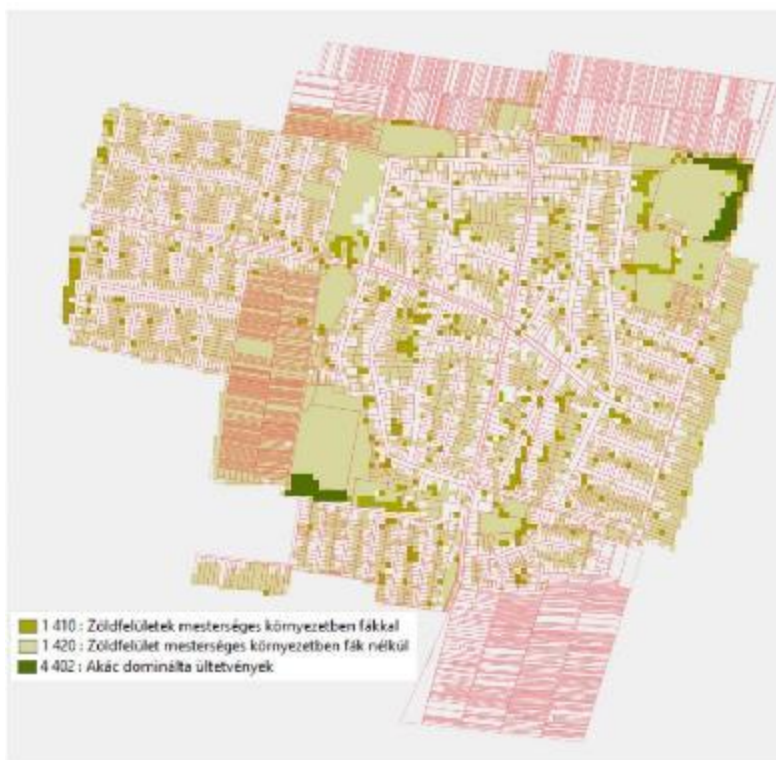 1 410 : Zöldfelületek mesterséges környezetben fákkal
1 420 : Zöldfelület mesterséges környezetben fák nélkül
4 402 : Akác dominálta ültetvények